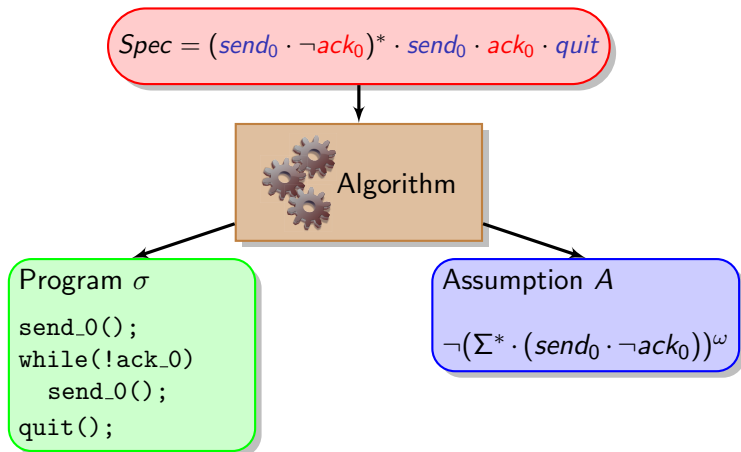 Spec = (send₀ · ¬ack₀)* · send₀ · ack₀ · quit
Algorithm
Program σ
send_0();
while(!ack_0)
  send_0();
quit();
Assumption A
¬(Σ* · (send₀ · ¬ack₀))^ω